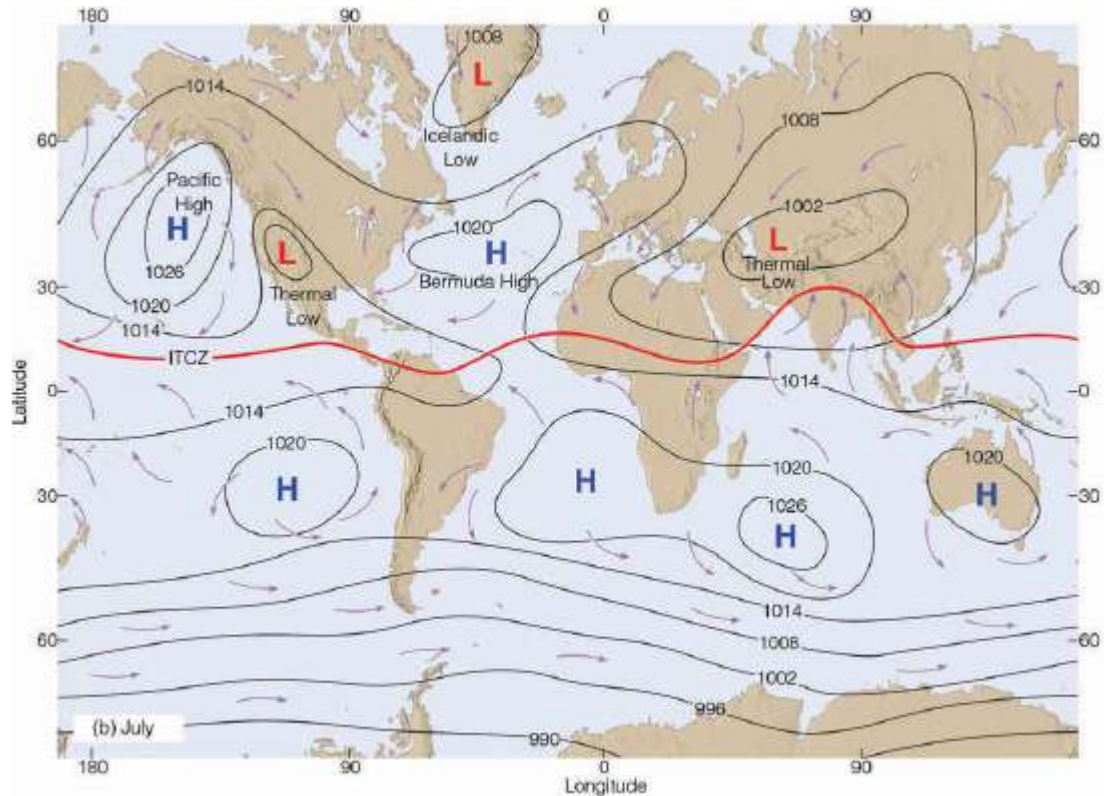 180
90
0
90
1008
L
1014
Icelandic
Low
1008
60
60
Pacific
High
H
1026
1020
1014
L
Thermal
Low
1020
H
Bermuda High
1002
L
Thermal
Low
30
30
ITCZ
Latitude
0
0
1014
1014
1020
H
H
1020
1026
H
1020
H
30
30
1014
1008
1002
996
990
60
60
(b) July
180
90
0
90
Longitude